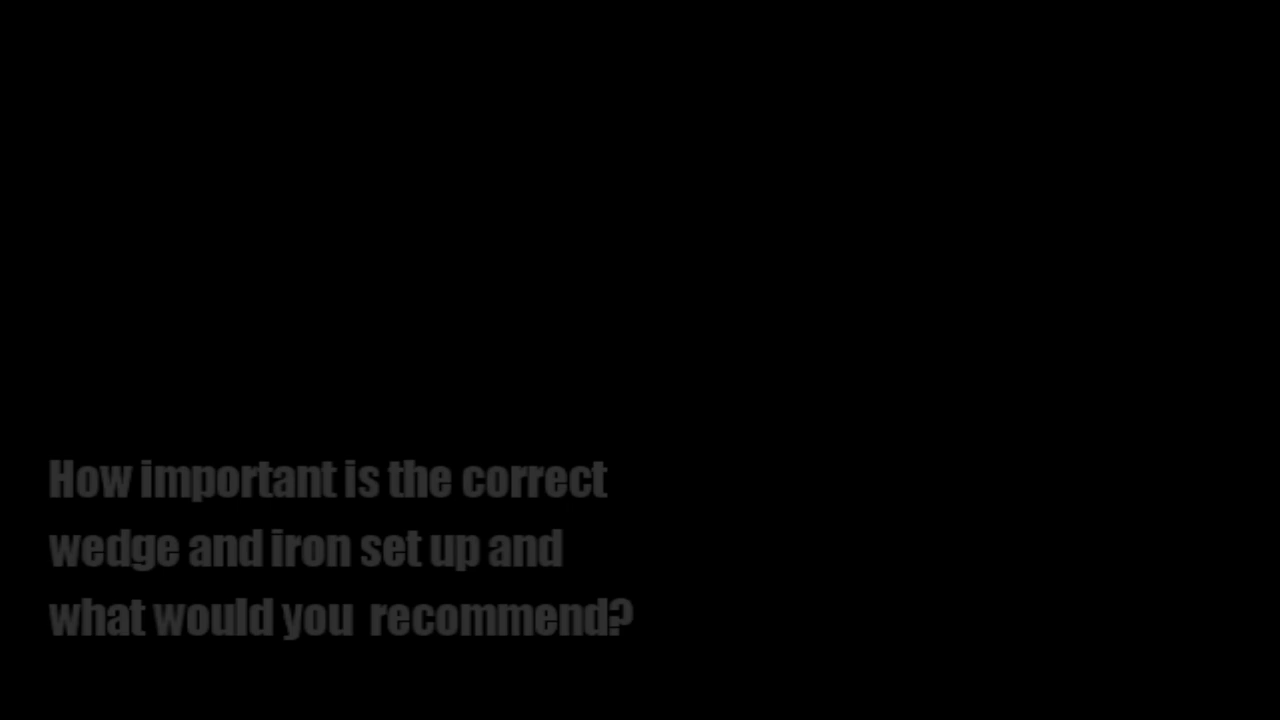 How important is the correct
wedge and iron set up and
what would you  recommend?